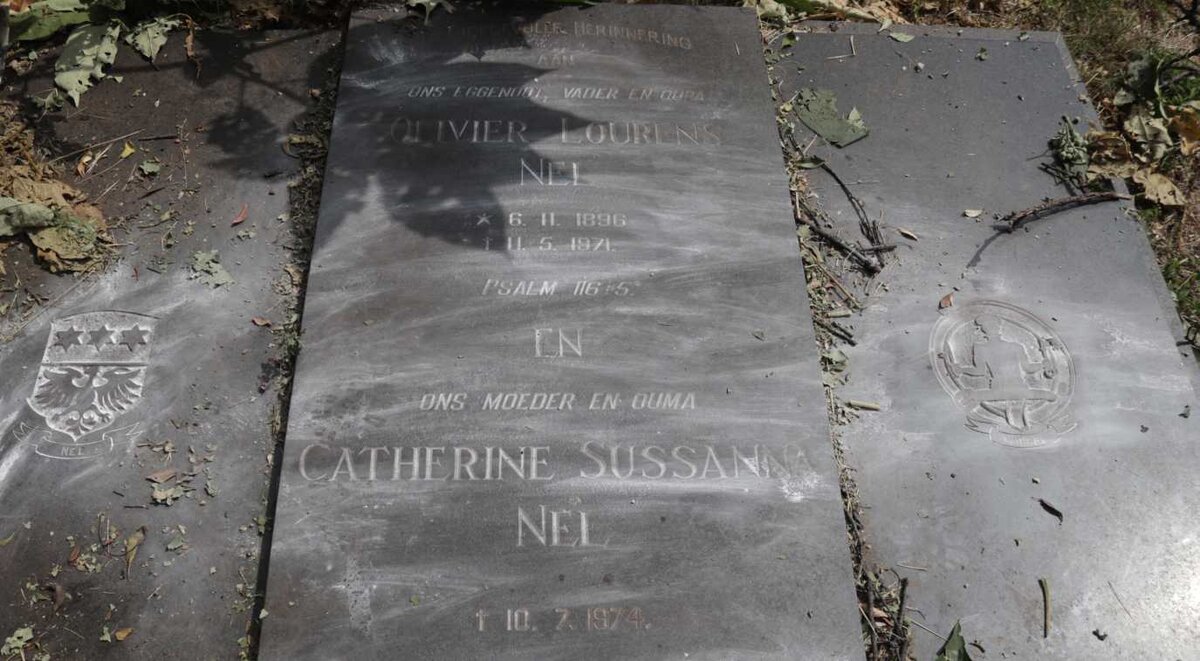 HERINNERING
AAN
ONS EGGENOOT, VADER EN OUPA
OLIVIER LOURENS
NEL
* 6. 11. 1896
† 11. 5. 1971.
PSALM 116:5.
EN
ONS MOEDER EN OUMA
CATHERINE SUSSANNA
NEL
† 10. 7. 1974.
NEL